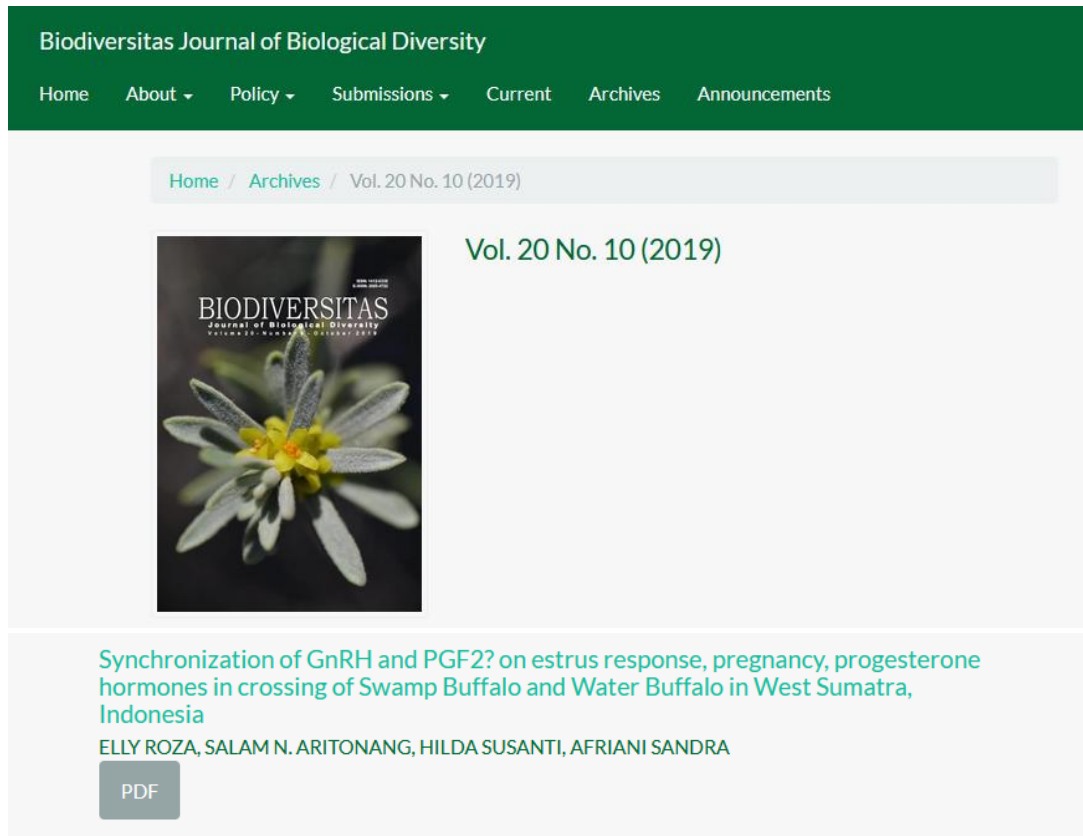 Biodiversitas Journal of Biological Diversity
Home About Policy Submissions Current Archives Announcements
Home / Archives / Vol. 20 No. 10 (2019)
Vol. 20 No. 10 (2019)
BIODIVERSITAS
Journal of Biological Diversity
Synchronization of GnRH and PGF2? on estrus response, pregnancy, progesterone
hormones in crossing of Swamp Buffalo and Water Buffalo in West Sumatra,
Indonesia
ELLY ROZA, SALAM N. ARITONANG, HILDA SUSANTI, AFRIANI SANDRA
PDF